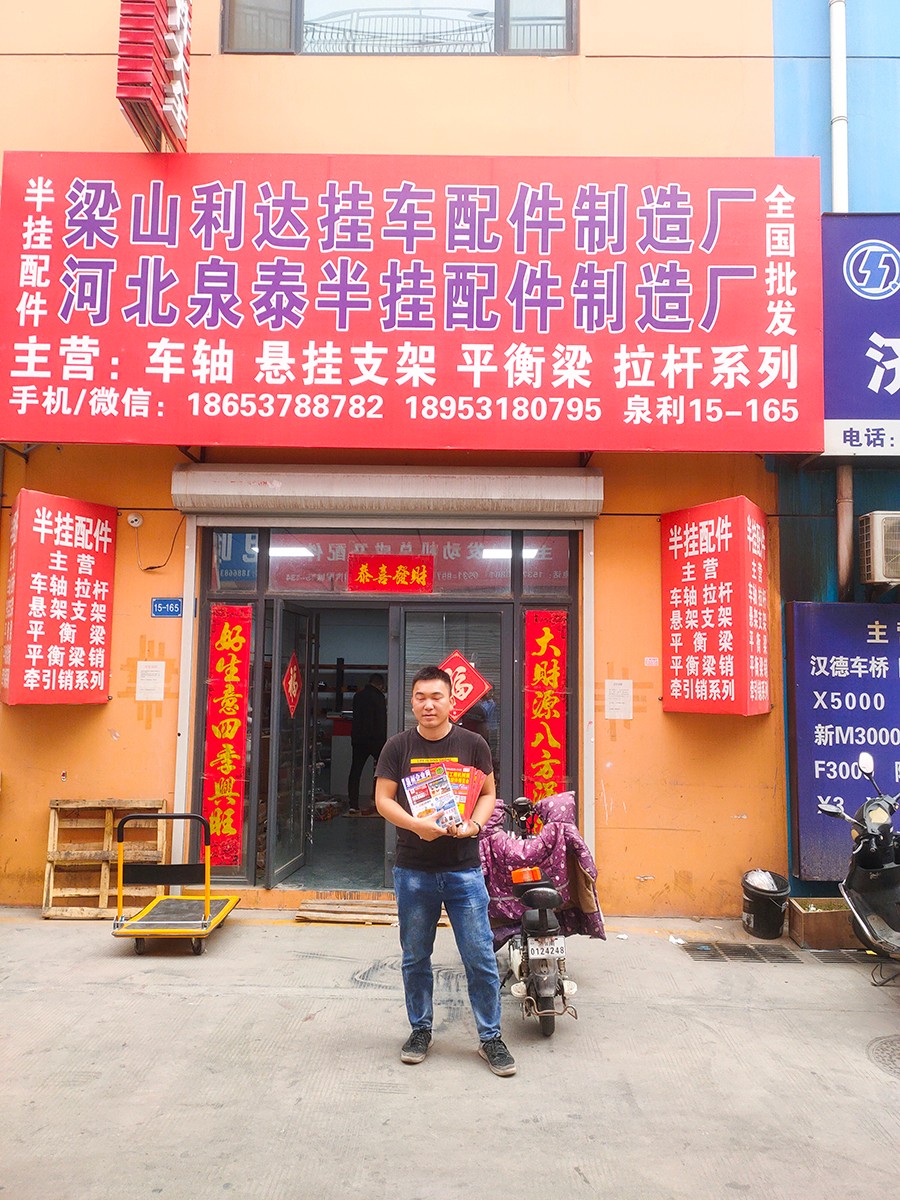 半挂配件
梁山利达挂车配件制造厂
河北泉泰半挂配件制造厂
全国批发
主营：车轴 悬挂支架 平衡梁 拉杆系列
手机/微信：18653788782 18953180795 泉利15-165
电话：
半挂配件
主营
车轴 拉杆
悬架支架
平衡梁
平衡梁销
牵引销系列
15-165
恭喜發财
好生意四季興旺
大财源八方
福
福
半挂配件
主营
车轴 拉杆
悬架支架
平衡梁
平衡梁销
牵引销系列
主
汉德车桥
X5000
新M3000
F300
¥3
0124248